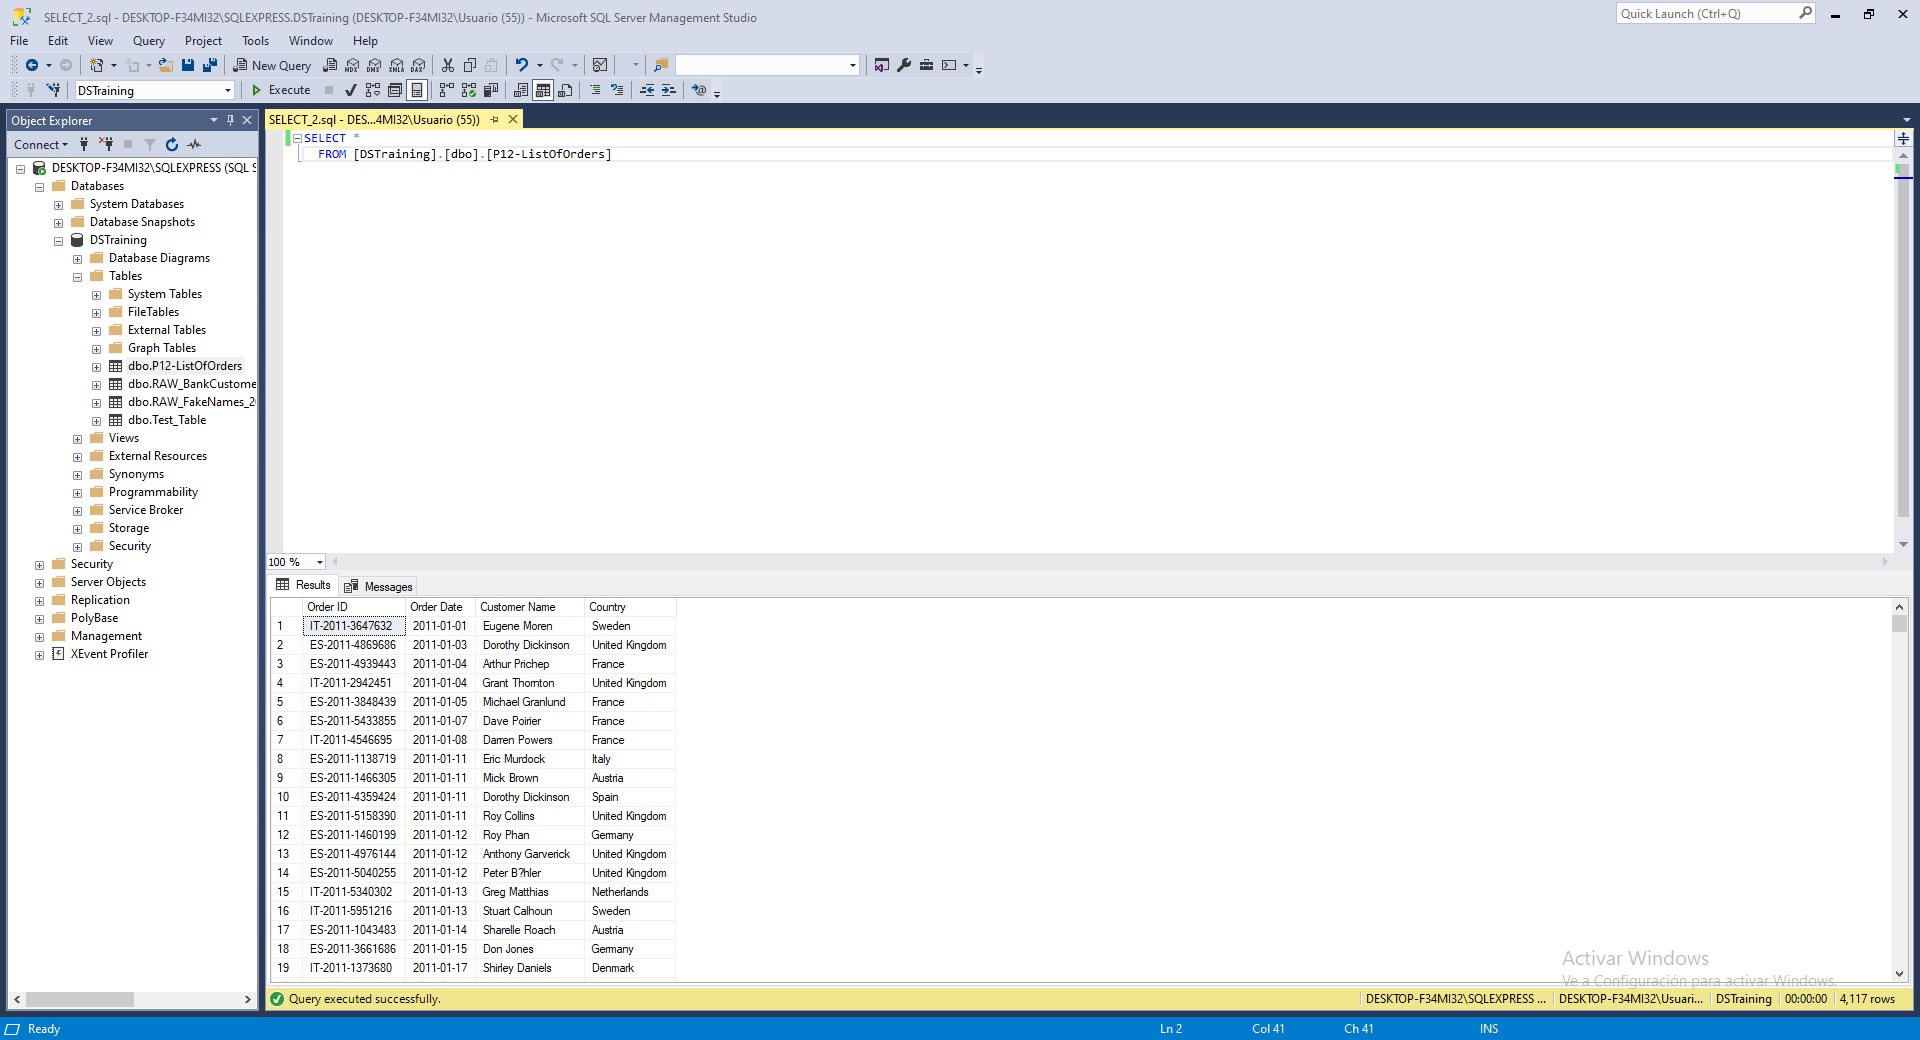 SELECT_2.sql - DESKTOP-F34MI32\SQLEXPRESS.DSTraining (DESKTOP-F34MI32\Usuario (55)) - Microsoft SQL Server Management Studio
Quick Launch (Ctrl+Q)
File Edit View Query Project Tools Window Help
New Query
MDX DMX XMLA DAX
DSTraining
Execute
Object Explorer
Connect
DESKTOP-F34MI32\SQLEXPRESS (SQL S
Databases
System Databases
Database Snapshots
DSTraining
Database Diagrams
Tables
System Tables
FileTables
External Tables
Graph Tables
dbo.P12-ListOfOrders
dbo.RAW_BankCustome
dbo.RAW_FakeNames_2
dbo.Test_Table
Views
External Resources
Synonyms
Programmability
Service Broker
Storage
Security
Security
Server Objects
Replication
PolyBase
Management
XEvent Profiler
SELECT_2.sql - DES...4MI32\Usuario (55))
SELECT *
FROM [DSTraining].[dbo].[P12-ListOfOrders]
100 %
Results Messages
Order ID Order Date Customer Name Country
1 IT-2011-3647632 2011-01-01 Eugene Moren Sweden
2 ES-2011-4869686 2011-01-03 Dorothy Dickinson United Kingdom
3 ES-2011-4939443 2011-01-04 Arthur Prichep France
4 IT-2011-2942451 2011-01-04 Grant Thornton United Kingdom
5 ES-2011-3848439 2011-01-05 Michael Granlund France
6 ES-2011-5433855 2011-01-07 Dave Poirier France
7 IT-2011-4546695 2011-01-08 Darren Powers France
8 ES-2011-1138719 2011-01-11 Eric Murdock Italy
9 ES-2011-1466305 2011-01-11 Mick Brown Austria
10 ES-2011-4359424 2011-01-11 Dorothy Dickinson Spain
11 ES-2011-5158390 2011-01-11 Roy Collins United Kingdom
12 ES-2011-1460199 2011-01-12 Roy Phan Germany
13 ES-2011-4976144 2011-01-12 Anthony Garverick United Kingdom
14 ES-2011-5040255 2011-01-12 Peter B?hler United Kingdom
15 IT-2011-5340302 2011-01-13 Greg Matthias Netherlands
16 IT-2011-5951216 2011-01-13 Stuart Calhoun Sweden
17 ES-2011-1043483 2011-01-14 Sharelle Roach Austria
18 ES-2011-3661686 2011-01-15 Don Jones Germany
19 IT-2011-1373680 2011-01-17 Shirley Daniels Denmark
Activar Windows
Ve a Configuración para activar Windows.
Query executed successfully.
DESKTOP-F34MI32\SQLEXPRESS ... DESKTOP-F34MI32\Usuari... DSTraining 00:00:00 4,117 rows
Ready Ln 2 Col 41 Ch 41 INS